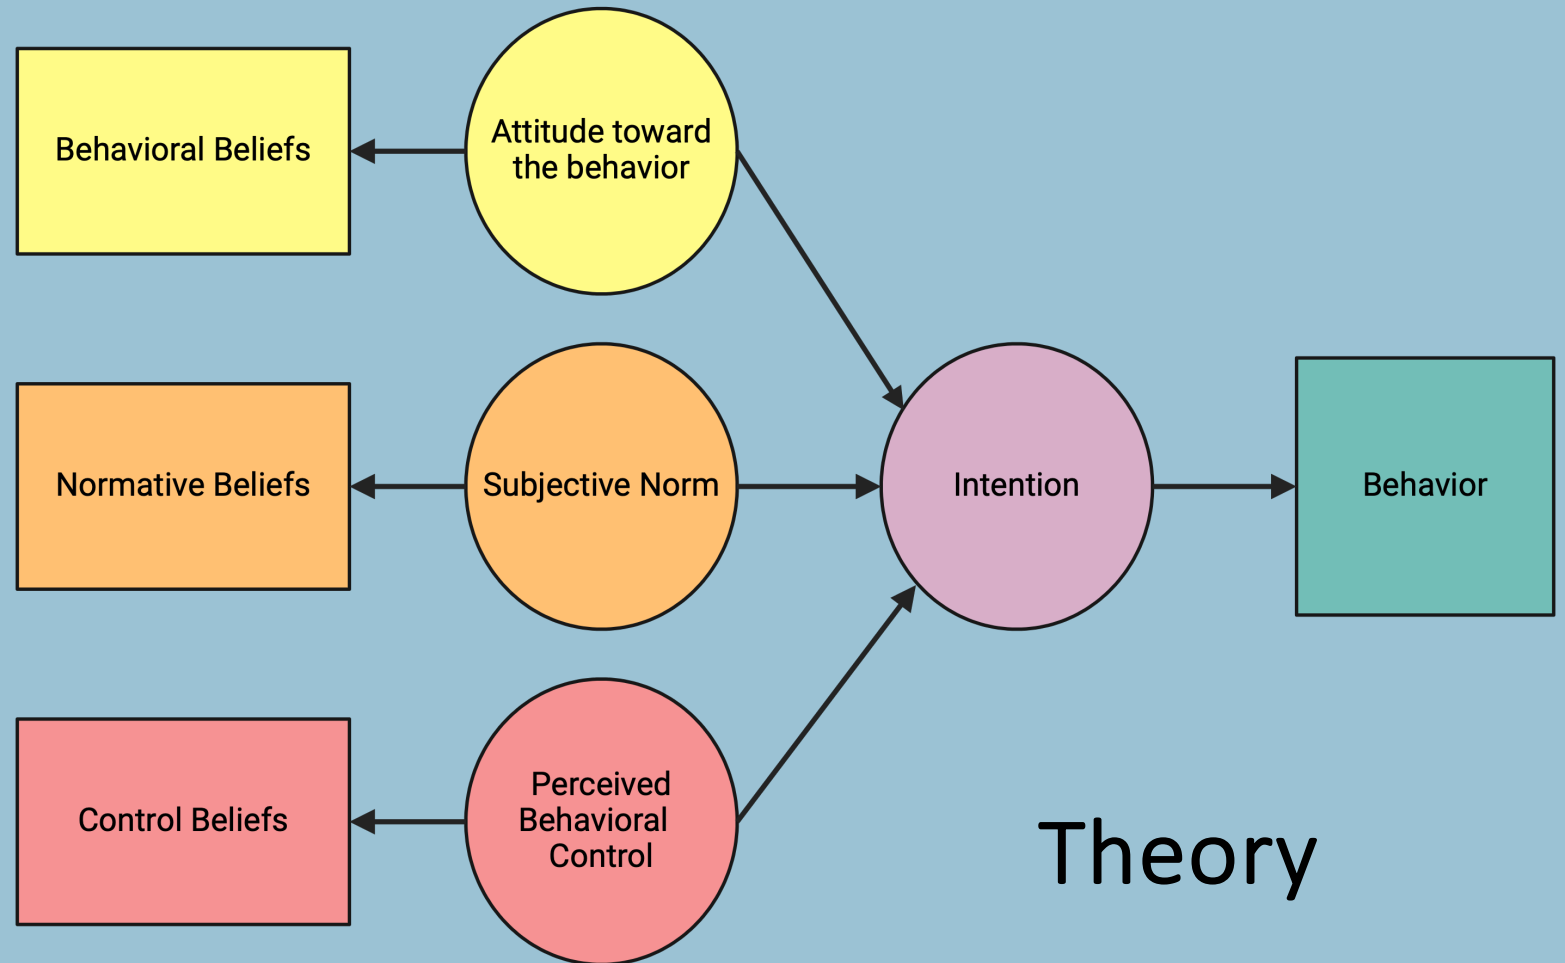 Behavioral Beliefs
Attitude toward
the behavior
Normative Beliefs
Subjective Norm
Intention
Behavior
Control Beliefs
Perceived
Behavioral
Control
Theory